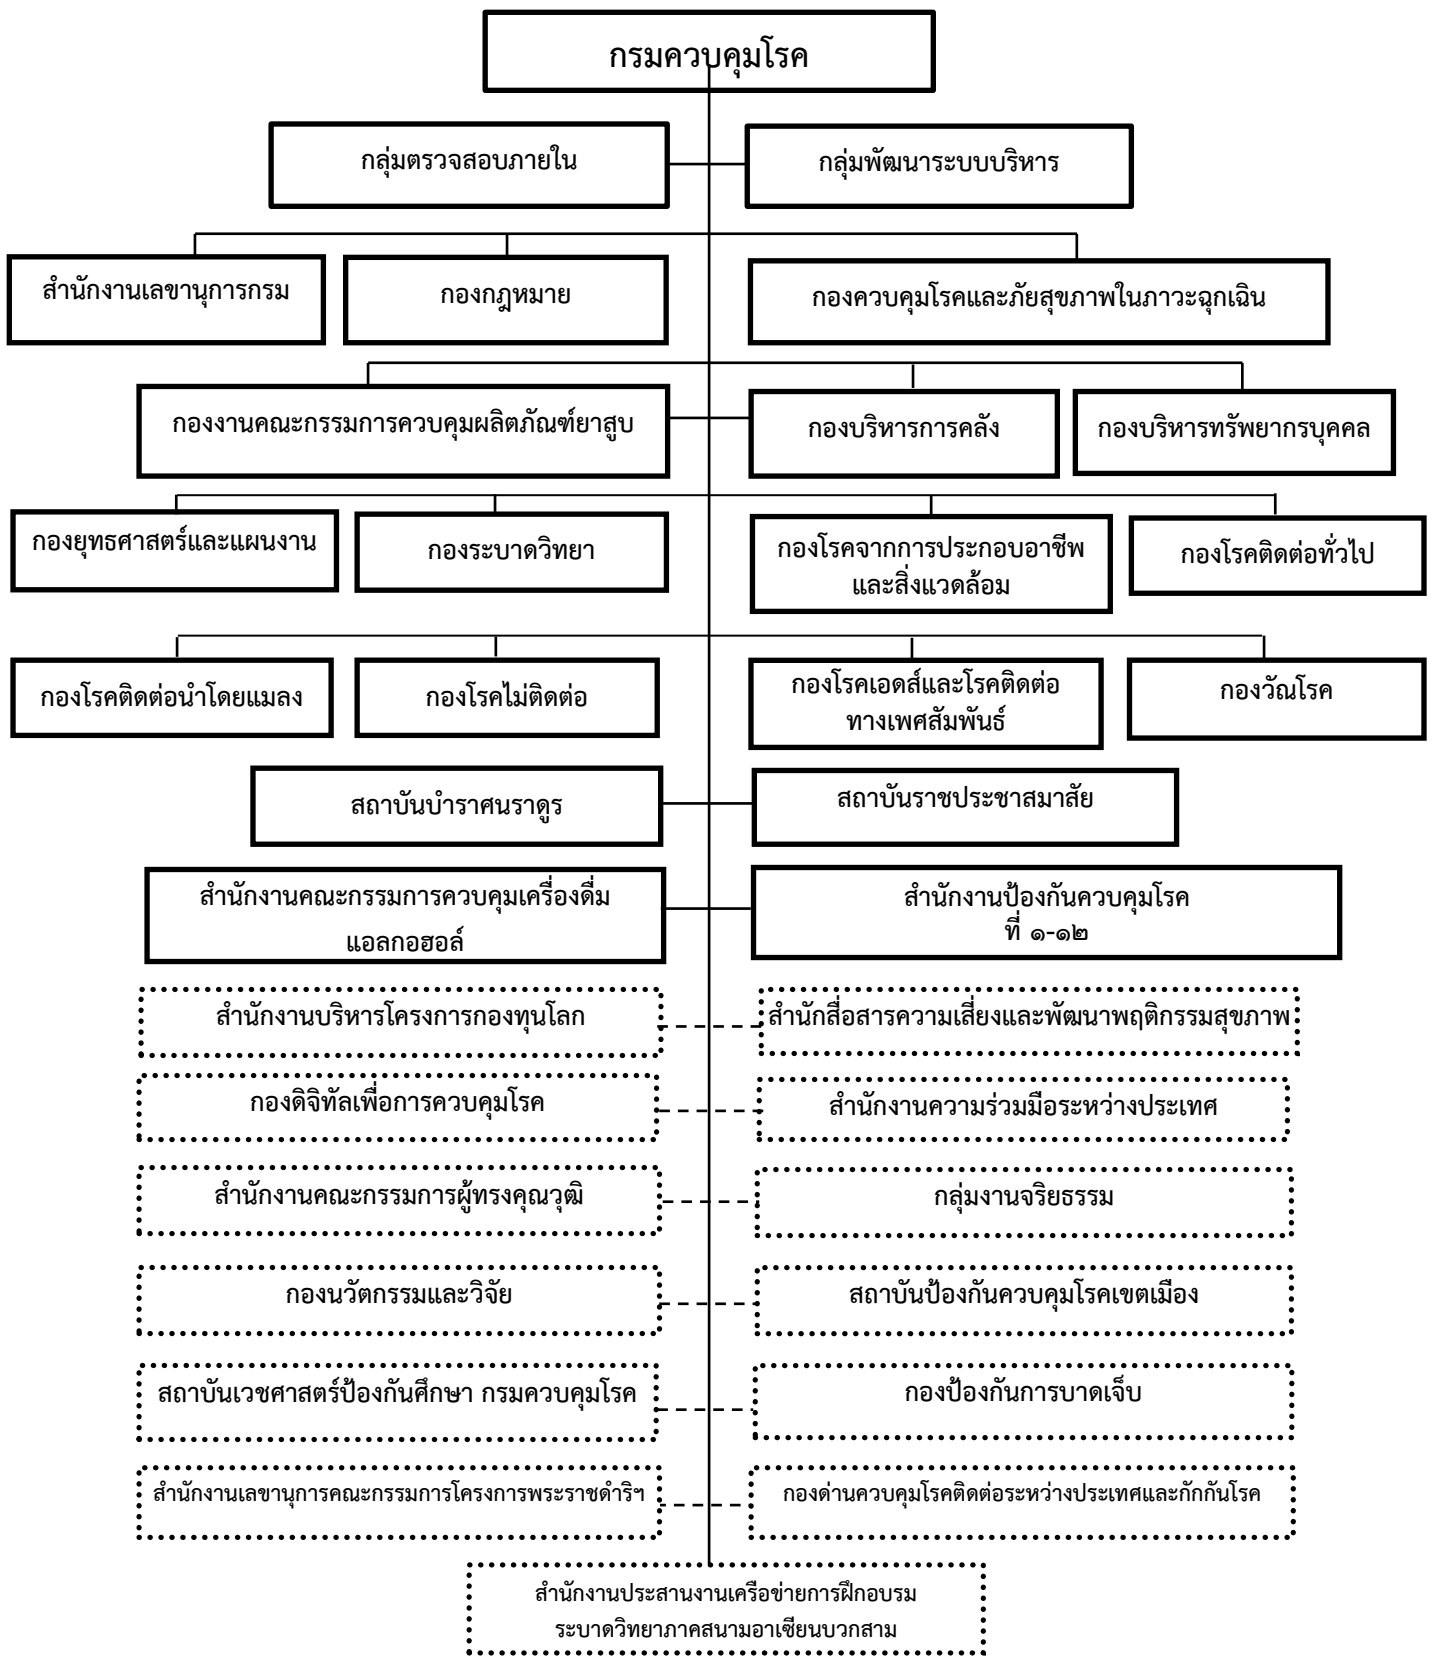 กรมควบคุมโรค
กลุ่มตรวจสอบภายใน
กลุ่มพัฒนาระบบบริหาร
สำนักงานเลขานุการกรม
กองกฎหมาย
กองควบคุมโรคและภัยสุขภาพในภาวะฉุกเฉิน
กองงานคณะกรรมการควบคุมผลิตภัณฑ์ยาสูบ
กองบริหารการคลัง
กองบริหารทรัพยากรบุคคล
กองยุทธศาสตร์และแผนงาน
กองระบาดวิทยา
กองโรคจากการประกอบอาชีพ
และสิ่งแวดล้อม
กองโรคติดต่อทั่วไป
กองโรคติดต่อนำโดยแมลง
กองโรคไม่ติดต่อ
กองโรคเอดส์และโรคติดต่อ
ทางเพศสัมพันธ์
กองวัณโรค
สถาบันบำราศนราดูร
สถาบันราชประชาสมาสัย
สำนักงานคณะกรรมการควบคุมเครื่องดื่ม
แอลกอฮอล์
สำนักงานป้องกันควบคุมโรค
ที่ ๑-๑๒
สำนักงานบริหารโครงการกองทุนโลก
สำนักสื่อสารความเสี่ยงและพัฒนาพฤติกรรมสุขภาพ
กองดิจิทัลเพื่อการควบคุมโรค
สำนักงานความร่วมมือระหว่างประเทศ
สำนักงานคณะกรรมการผู้ทรงคุณวุฒิ
กลุ่มงานจริยธรรม
กองนวัตกรรมและวิจัย
สถาบันป้องกันควบคุมโรคเขตเมือง
สถาบันเวชศาสตร์ป้องกันศึกษา กรมควบคุมโรค
กองป้องกันการบาดเจ็บ
สำนักงานเลขานุการคณะกรรมการโครงการพระราชดำริฯ
กองด่านควบคุมโรคติดต่อระหว่างประเทศและกักกันโรค
สำนักงานประสานงานเครือข่ายการฝึกอบรม
ระบาดวิทยาภาคสนามอาเซียนบวกสาม